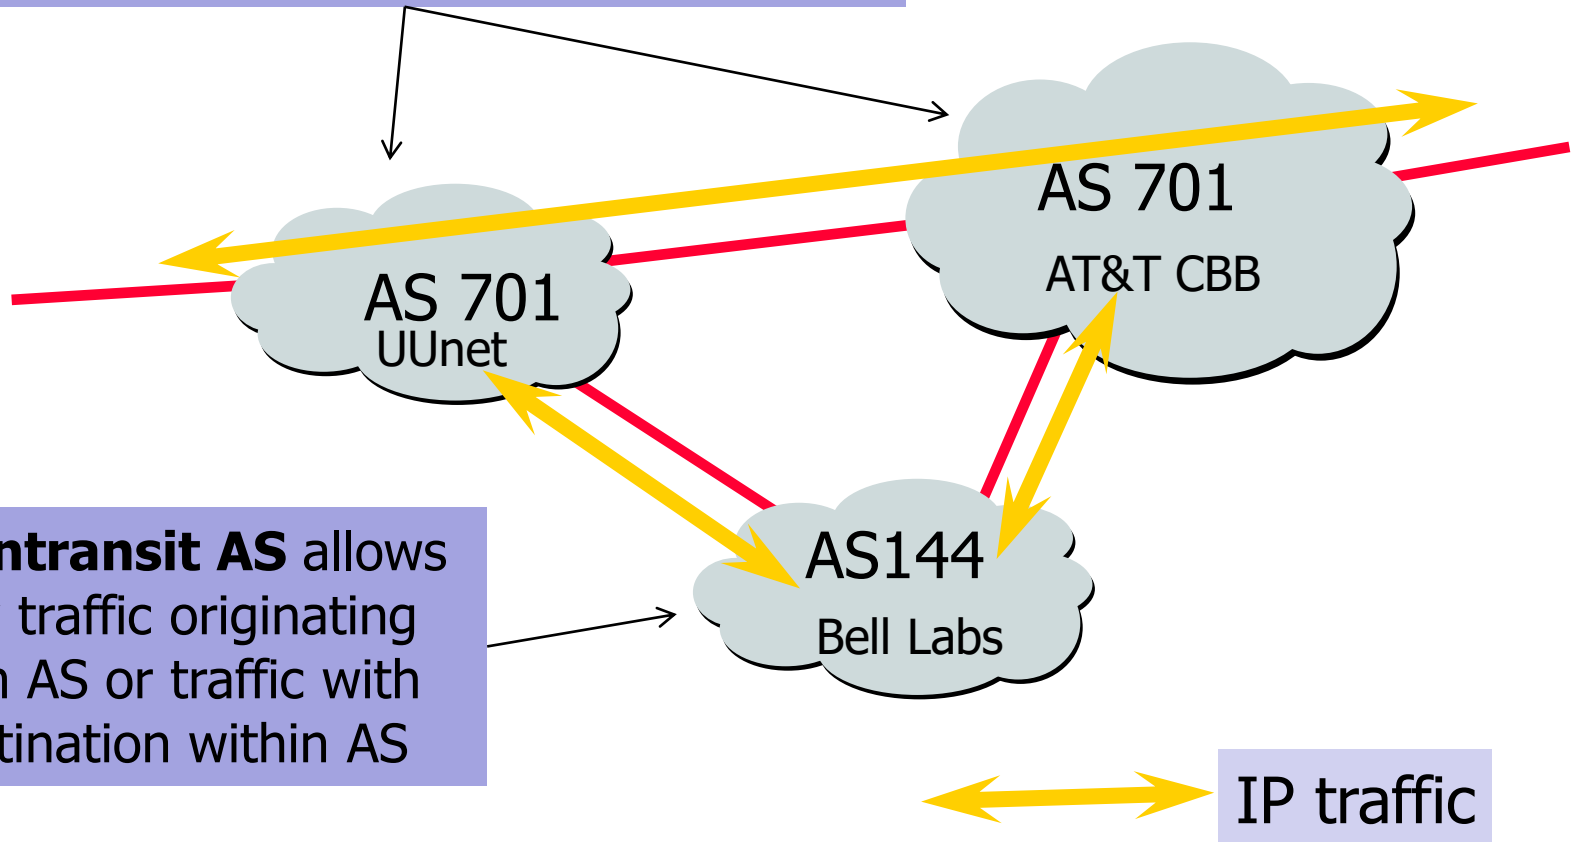 AS 701
AT&T CBB
AS 701
UUnet
ntransit AS allows
traffic originating
AS or traffic with
tination within AS
AS144
Bell Labs
IP traffic